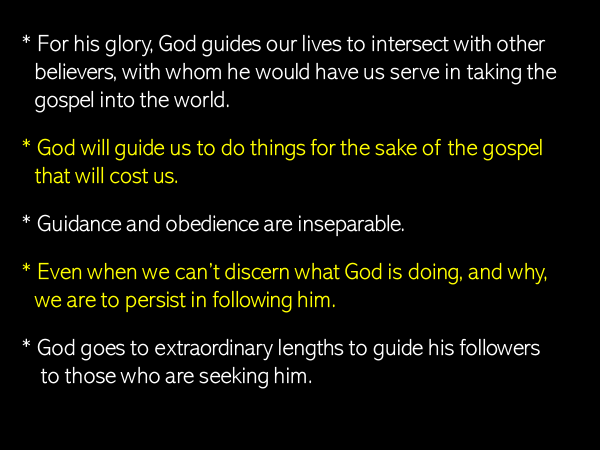 * For his glory, God guides our lives to intersect with other
believers, with whom he would have us serve in taking the
gospel into the world.
* God will guide us to do things for the sake of the gospel
that will cost us.
* Guidance and obedience are inseparable.
* Even when we can't discern what God is doing, and why,
we are to persist in following him.
* God goes to extraordinary lengths to guide his followers
to those who are seeking him.